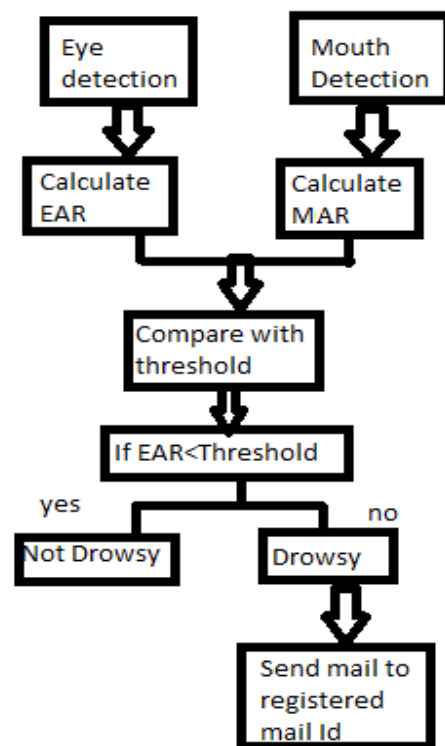 Eye
detection
Mouth
Detection
Calculate
EAR
Calculate
MAR
Compare with
threshold
If EAR<Threshold
yes
no
Not Drowsy
Drowsy
Send mail to
registered
mail Id